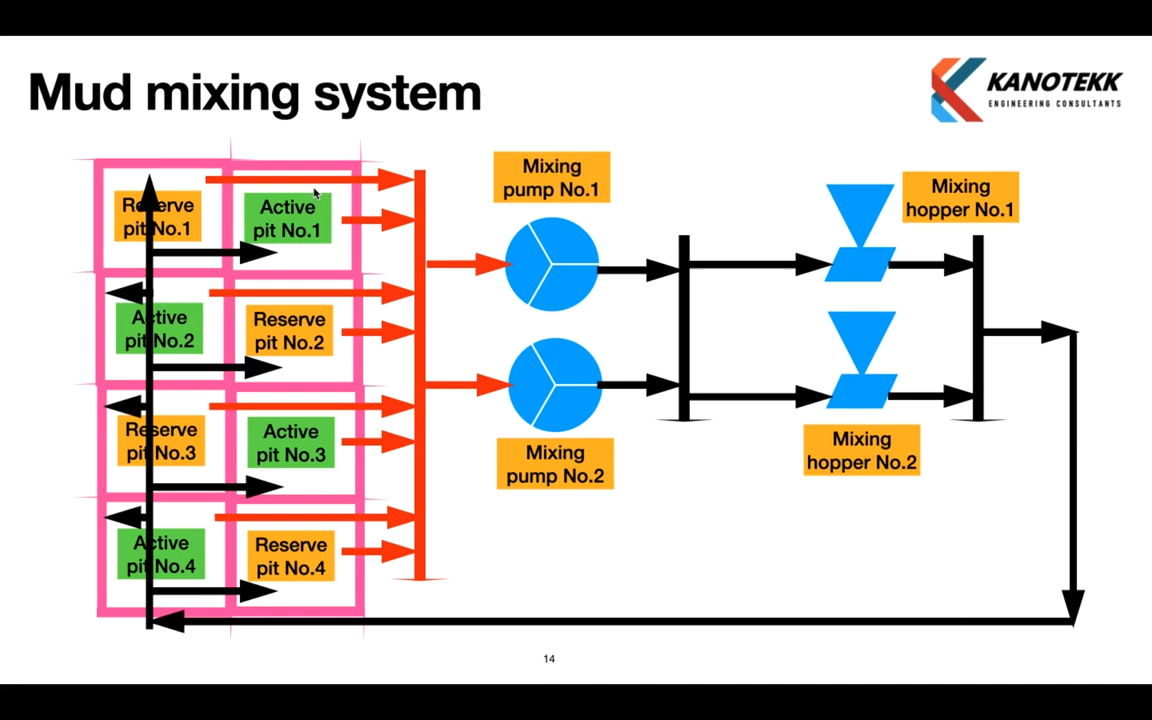 Mud mixing system
KANOTEKK
ENGINEERING CONSULTANTS
Mixing
pump No.1
Mixing
hopper No.1
Reserve
pit No.1
Active
pit No.1
Active
pit No.2
Reserve
pit No.2
Reserve
pit No.3
Active
pit No.3
Mixing
pump No.2
Mixing
hopper No.2
Active
pit No.4
Reserve
pit No.4
14